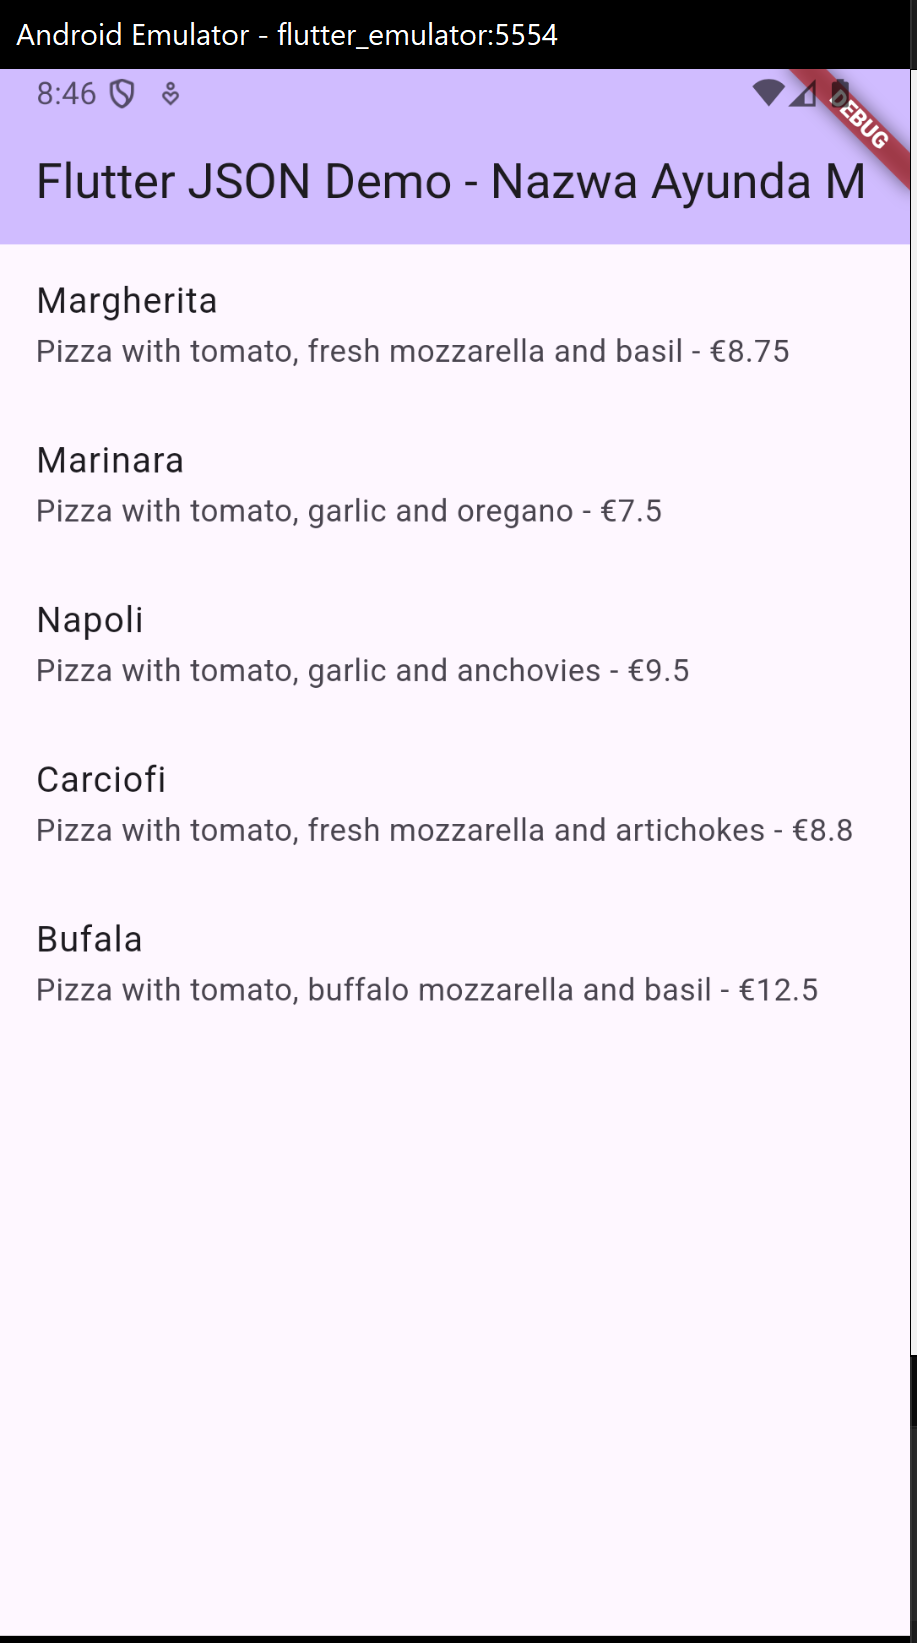 Android Emulator - flutter_emulator:5554
8:46
DEBUG
Flutter JSON Demo - Nazwa Ayunda M
Margherita
Pizza with tomato, fresh mozzarella and basil - €8.75
Marinara
Pizza with tomato, garlic and oregano - €7.5
Napoli
Pizza with tomato, garlic and anchovies - €9.5
Carciofi
Pizza with tomato, fresh mozzarella and artichokes - €8.8
Bufala
Pizza with tomato, buffalo mozzarella and basil - €12.5